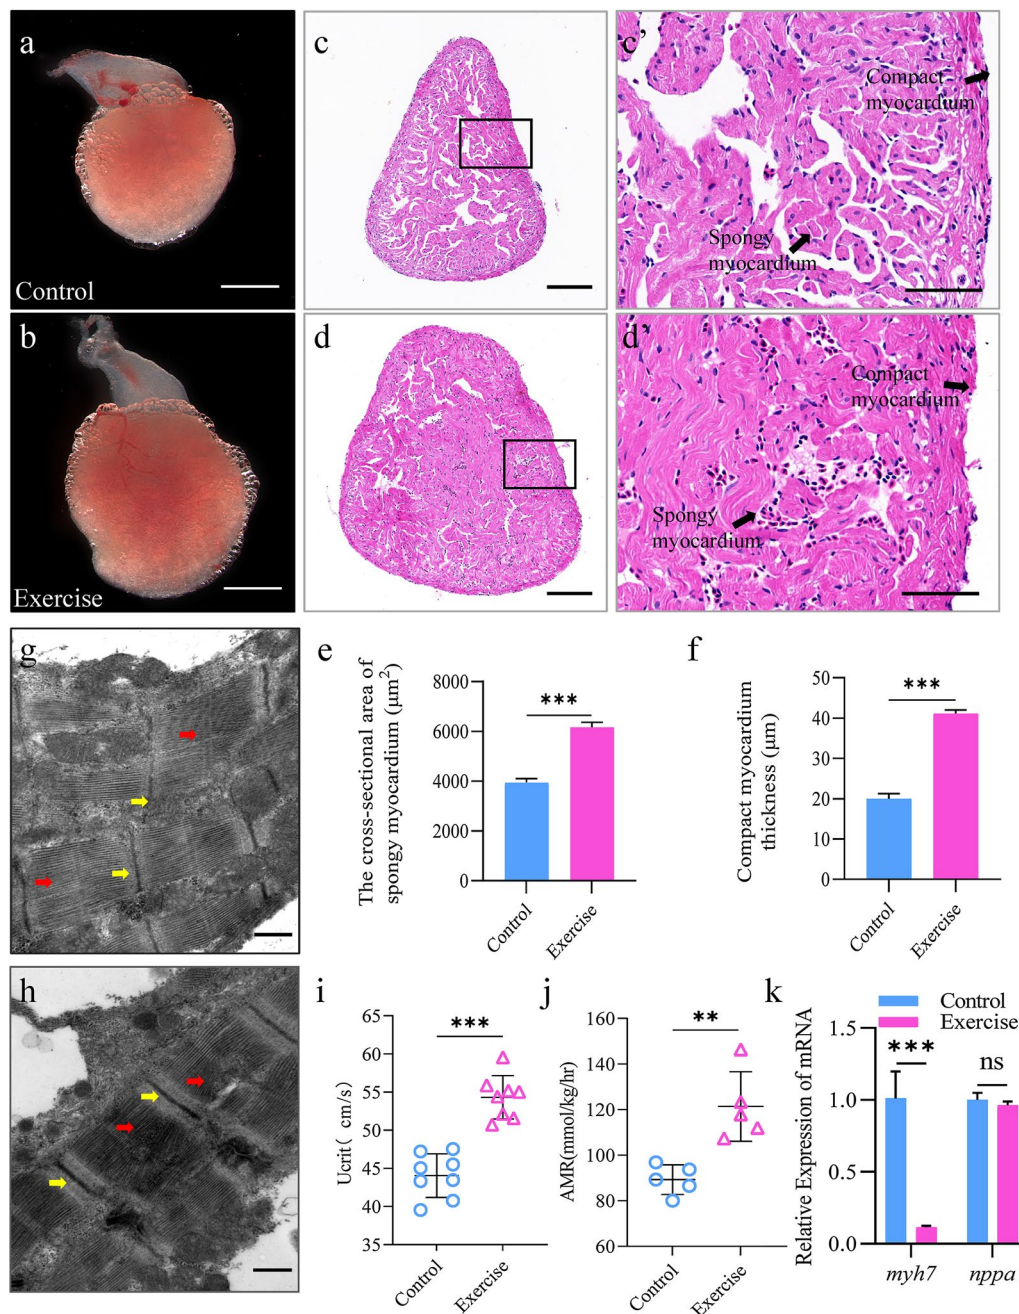 a
Control
c
c'
Compact
myocardium
Spongy
myocardium
b
Exercise
d
d'
Compact
myocardium
Spongy
myocardium
g
e
The cross-sectional area of
spongy myocardium (μm²)
8000
6000
4000
2000
0
***
Control
Exercise
f
Compact myocardium
thickness (μm)
50
40
30
20
10
0
***
Control
Exercise
h
i
Ucrit( cm/s)
65
60
55
50
45
40
35
***
Control
Exercise
j
AMR(mmol/kg/hr)
160
140
120
100
80
60
**
Control
Exercise
k
Control
Exercise
Relative Expression of mRNA
1.5
1.0
0.5
0.0
***
ns
myh7
nppa